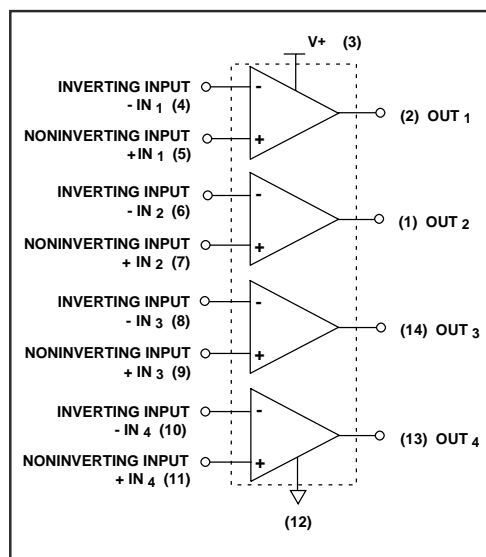 V+ (3)
INVERTING INPUT
- IN 1 (4)
- 
(2) OUT 1
NONINVERTING INPUT
+IN 1 (5)
+
INVERTING INPUT
- IN 2 (6)
-
(1) OUT 2
NONINVERTING INPUT
+ IN 2 (7)
+
INVERTING INPUT
- IN 3 (8)
-
(14) OUT 3
NONINVERTING INPUT
+ IN 3 (9)
+
INVERTING INPUT
- IN 4 (10)
-
(13) OUT 4
NONINVERTING INPUT
+ IN 4 (11)
+
(12)